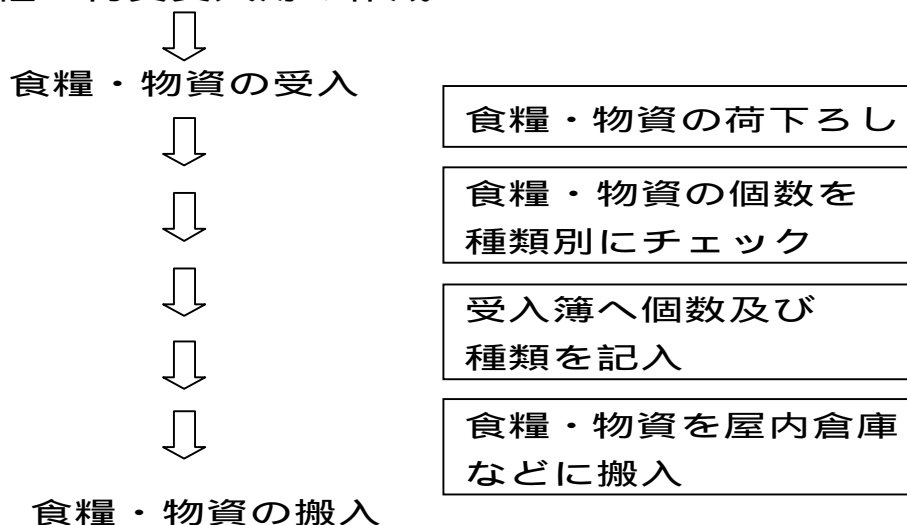 食糧・物資の受入
食糧・物資の荷下ろし
食糧・物資の個数を
種類別にチェック
受入簿へ個数及び
種類を記入
食糧・物資を屋内倉庫
などに搬入
食糧・物資の搬入